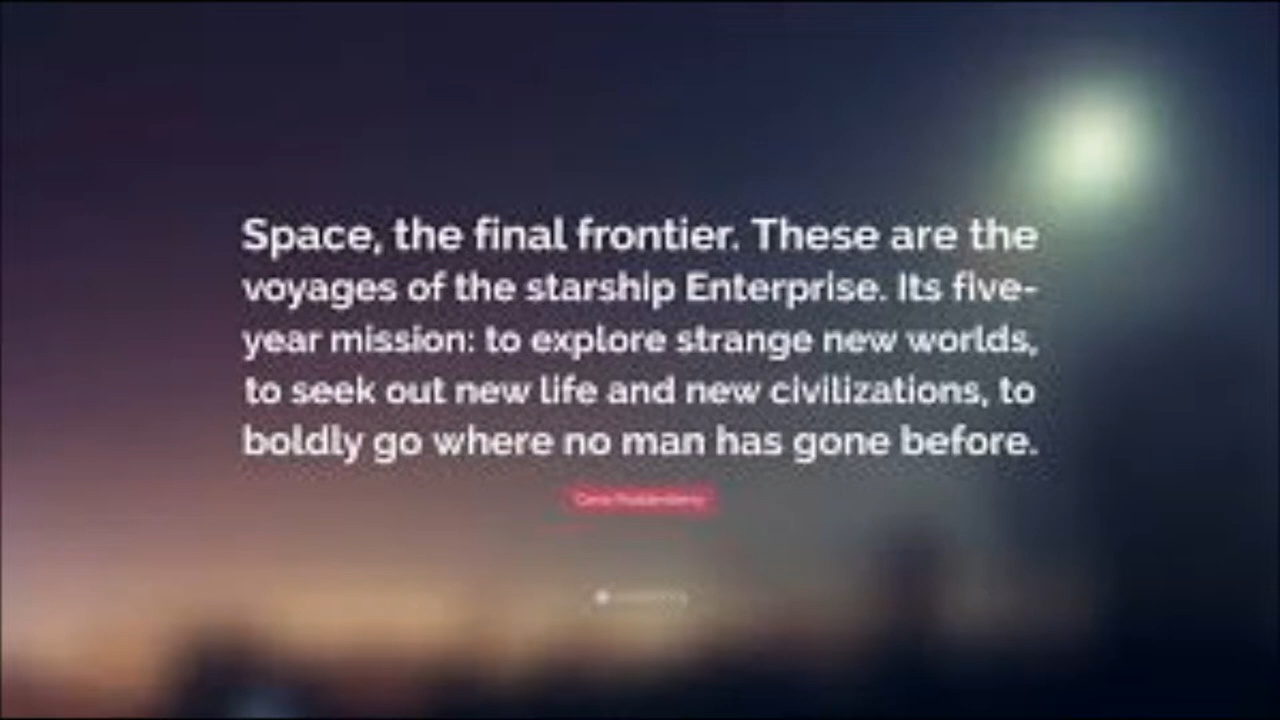 Space, the final frontier. These are the
voyages of the starship Enterprise. Its five-
year mission: to explore strange new worlds,
to seek out new life and new civilizations, to
boldly go where no man has gone before.
Gene Roddenberry